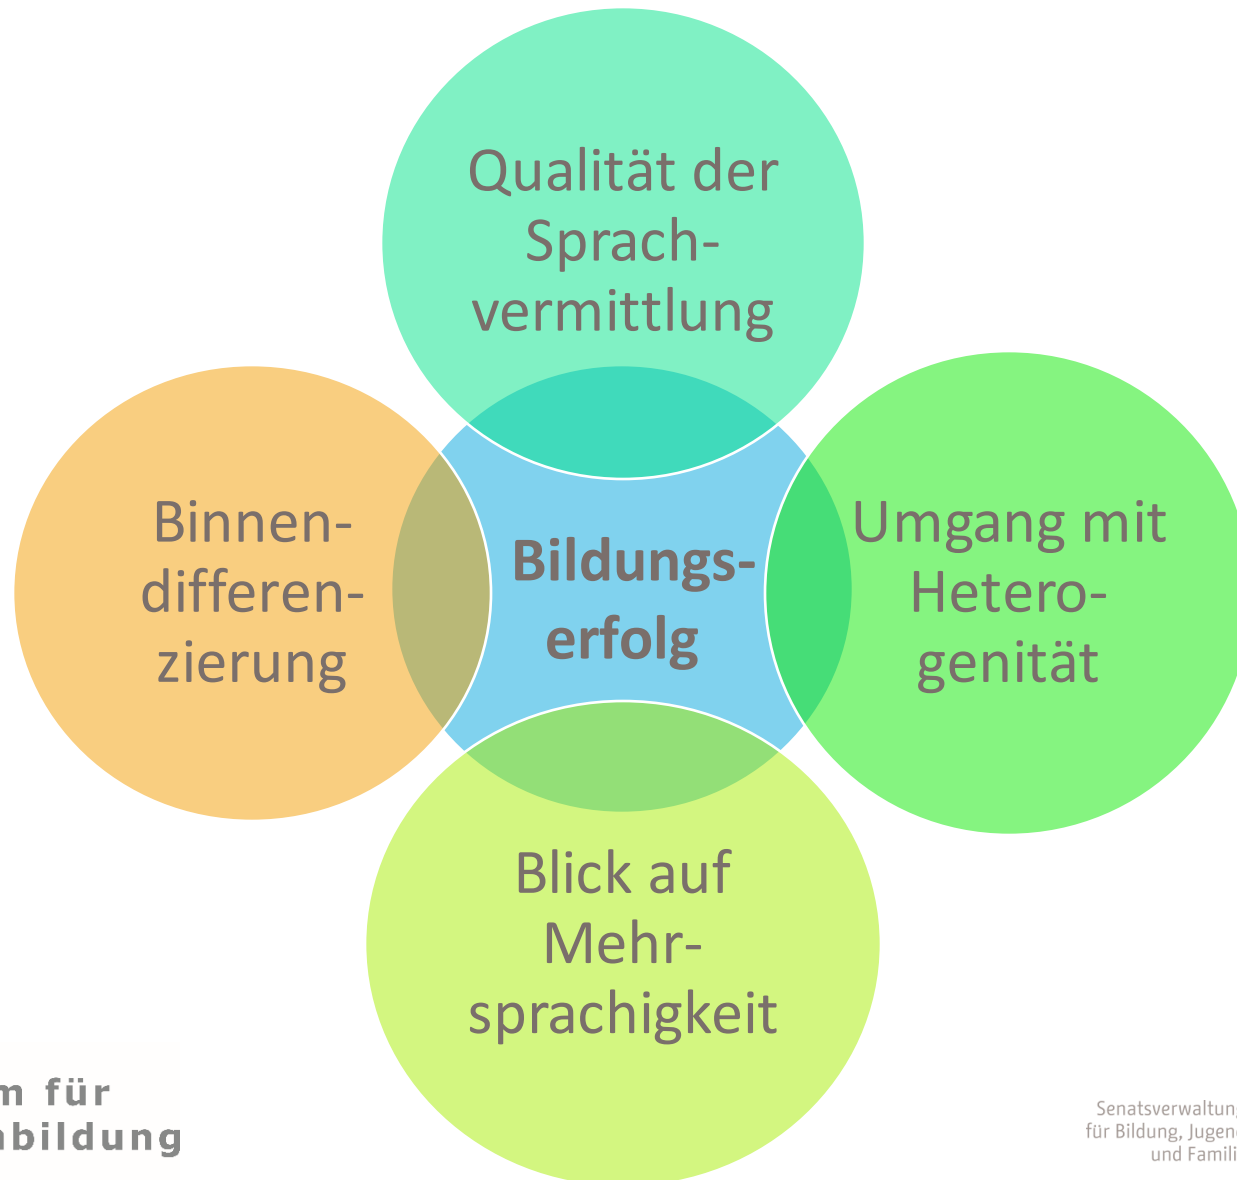 Qualität der
Sprach-
vermittlung
Binnen-
differen-
zierung
Bildungs-
erfolg
Umgang mit
Hetero-
genität
Blick auf
Mehr-
sprachigkeit
für
bildung
Senatsverwaltung
für Bildung, Jugend
und Famili